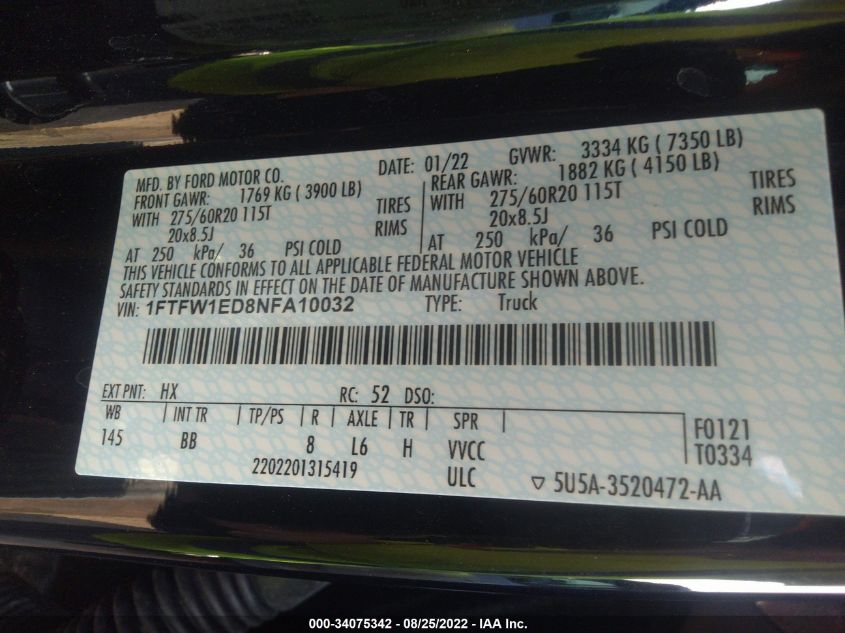 MFD. BY FORD MOTOR CO. DATE: 01/22 GVWR: 3334 KG ( 7350 LB)
FRONT GAWR: 1769 KG ( 3900 LB) REAR GAWR: 1882 KG ( 4150 LB)
WITH 275/60R20 115T TIRES WITH 275/60R20 115T TIRES
20x8.5J RIMS 20x8.5J RIMS
AT 250 kPa/ 36 PSI COLD AT 250 kPa/ 36 PSI COLD
THIS VEHICLE CONFORMS TO ALL APPLICABLE FEDERAL MOTOR VEHICLE
SAFETY STANDARDS IN EFFECT ON THE DATE OF MANUFACTURE SHOWN ABOVE.
VIN: 1FTFW1ED8NFA10032 TYPE: Truck
EXT PNT: HX RC: 52 DSO:
WB INT TR TP/PS R AXLE TR SPR F0121
145 BB 8 L6 H VVCC T0334
2202201315419 ULC 5U5A-3520472-AA
000-34075342 - 08/25/2022 - IAA Inc.